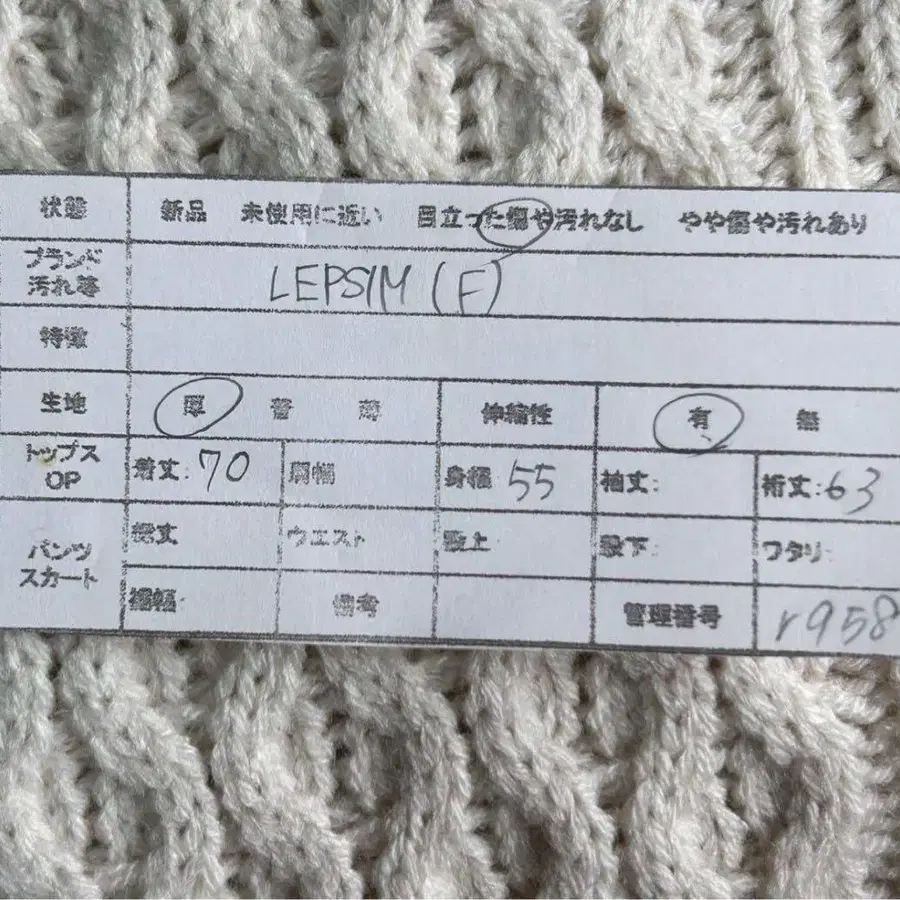 状態 新品 未使用に近い 目立った傷や汚れなし やや傷や汚れあり
ブランド
汚れ等 LEPSIM (F)
特徴
生地 厚 普 薄 伸縮性 有 無
トップス
OP 着丈: 70 肩幅 身幅 55 袖丈: 裄丈: 63
パンツ
スカート 総丈 ウエスト 股上 股下: ワタリ:
裾幅: 備考 管理番号 r958